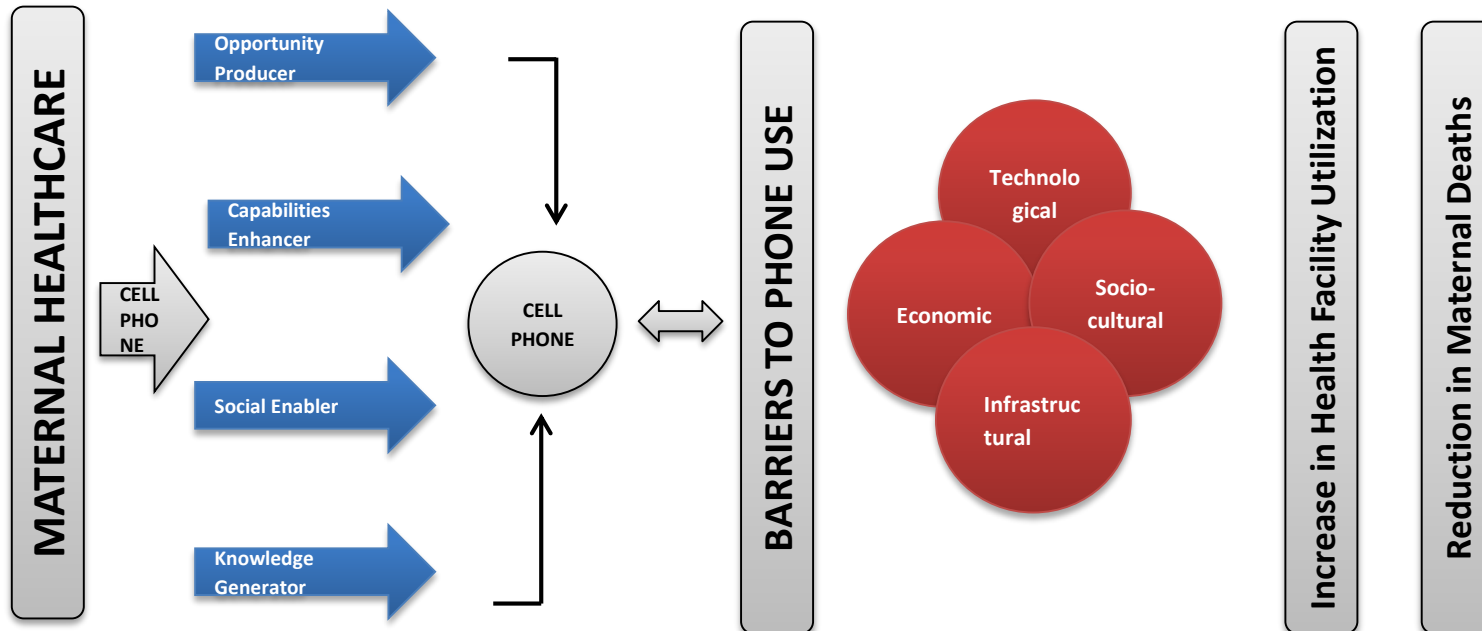 MATERNAL HEALTHCARE
CELL
PHO
NE
Opportunity
Producer
Capabilities
Enhancer
Social Enabler
Knowledge
Generator
CELL
PHONE
BARRIERS TO PHONE USE
Technolo
gical
Economic
Socio-
cultural
Infrastruc
tural
Increase in Health Facility Utilization
Reduction in Maternal Deaths